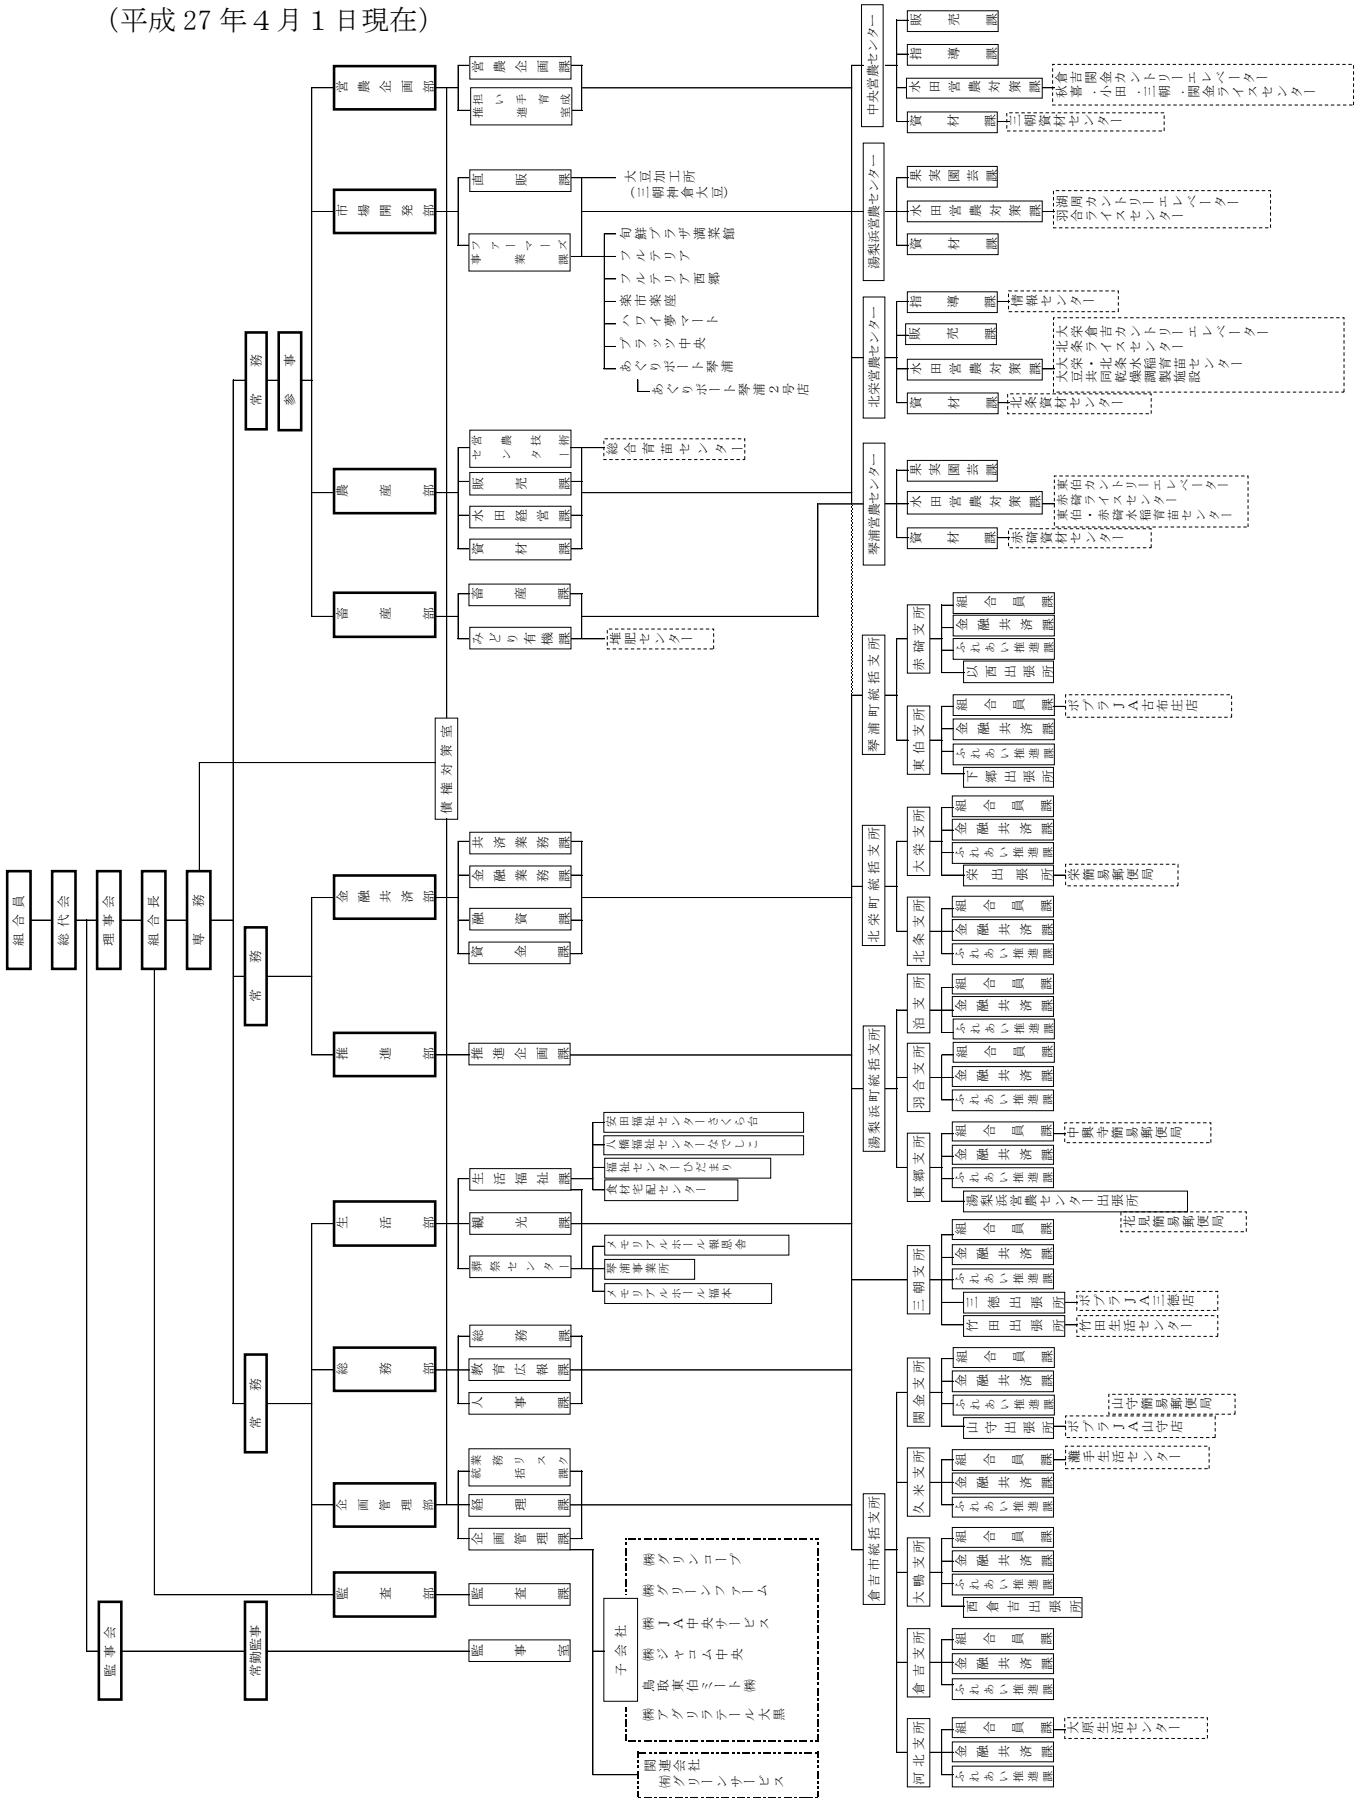 (平成27年４月１日現在)
組合員
総代会
理事会
組合長
専務
監事会
常勤監事
監事室
常務
参事
営農企画部
営農企画課
担い手育成
推進室
市場開発部
直販課
大豆加工所
(三朝神倉大豆)
ファーマーズ
事業課
旬鮮プラザ満菜館
フルテリア
フルテリア西郷
楽市楽座
ハワイ夢マート
プラッツ中央
あぐりポート琴浦
あぐりポート琴浦２号店
農産部
営農技術
センター
総合育苗センター
販売課
水田経営課
資材課
畜産部
畜産課
みどり有機課
堆肥センター
債権対策室
常務
金融共済部
共済業務課
金融業務課
融資課
資金課
推進部
推進企画課
常務
生活部
生活福祉課
安田福祉センターさくら台
八橋福祉センターなでしこ
福祉センターひだまり
食材宅配センター
観光課
葬祭センター
メモリアルホール報恩舎
琴浦事業所
メモリアルホール福本
総務部
総務課
教育広報課
人事課
企画管理部
業務リスク
統括課
経理課
企画管理課
監査部
監査課
子会社
㈱グリンコープ
㈱グリーンファーム
㈱ＪＡ中央サービス
㈱ジャコム中央
鳥取東伯ミート㈱
㈱アグリラテール大黒
関連会社
㈲グリーンサービス
中央営農センター
販売課
指導課
水田営農対策課
倉吉関金カントリーエレベーター
秋喜・小田・三朝・関金ライスセンター
資材課
三朝資材センター
湯梨浜営農センター
果実園芸課
水田営農対策課
湖周カントリーエレベーター
羽合ライスセンター
資材課
北栄営農センター
指導課
情報センター
販売課
水田営農対策課
大栄倉吉カントリーエレベーター
北条ライスセンター
大栄・北条水稲育苗センター
大豆共同乾燥調製施設
資材課
北条資材センター
琴浦営農センター
果実園芸課
水田営農対策課
東伯カントリーエレベーター
赤碕ライスセンター
東伯・赤碕水稲育苗センター
資材課
赤碕資材センター
琴浦町統括支所
赤碕支所
組合員課
金融共済課
ふれあい推進課
以西出張所
東伯支所
組合員課
ポプラＪＡ古布庄店
金融共済課
ふれあい推進課
下郷出張所
北栄町統括支所
大栄支所
組合員課
金融共済課
ふれあい推進課
栄出張所
栄簡易郵便局
北条支所
組合員課
金融共済課
ふれあい推進課
湯梨浜町統括支所
泊支所
組合員課
金融共済課
ふれあい推進課
羽合支所
組合員課
金融共済課
ふれあい推進課
東郷支所
組合員課
中興寺簡易郵便局
金融共済課
ふれあい推進課
湯梨浜営農センター出張所
花見簡易郵便局
三朝支所
組合員課
金融共済課
ふれあい推進課
三徳出張所
ポプラＪＡ三徳店
竹田出張所
竹田生活センター
倉吉市統括支所
関金支所
組合員課
金融共済課
ふれあい推進課
山守簡易郵便局
山守出張所
ポプラＪＡ山守店
久米支所
組合員課
灘手生活センター
金融共済課
ふれあい推進課
大鴨支所
組合員課
金融共済課
ふれあい推進課
西倉吉出張所
倉吉支所
組合員課
金融共済課
ふれあい推進課
河北支所
組合員課
大原生活センター
金融共済課
ふれあい推進課